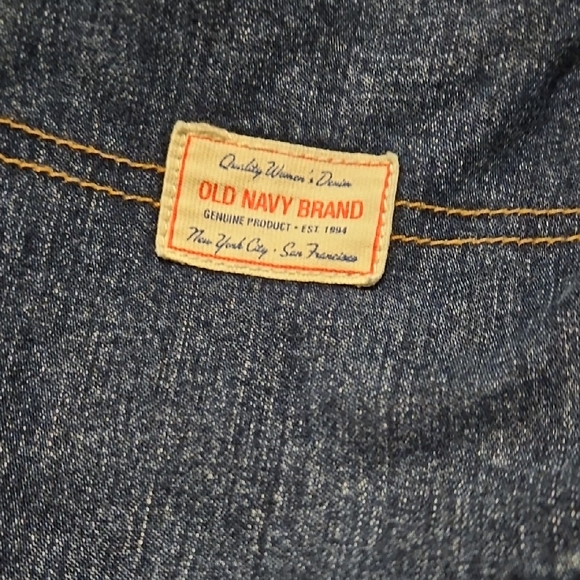 Quality Women's Denim
OLD NAVY BRAND
GENUINE PRODUCT • EST 1994
New York City · San Francisco